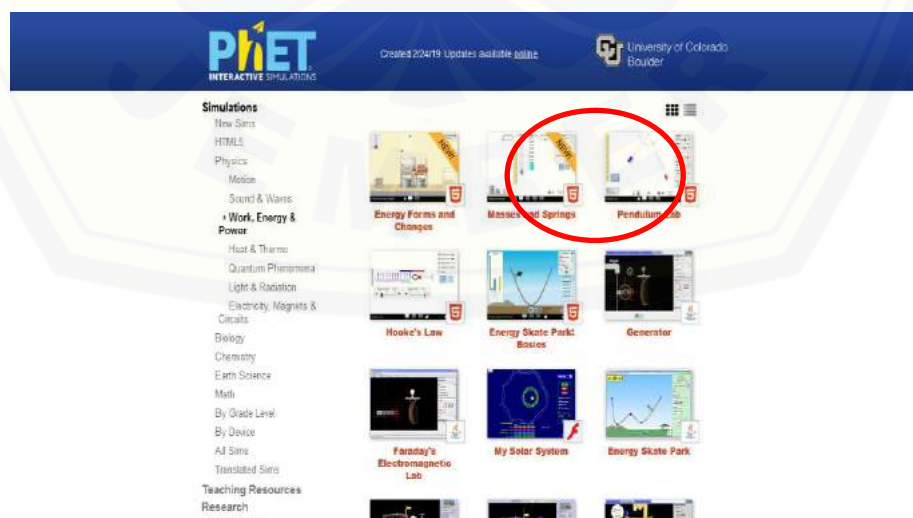 PhET
INTERACTIVE SIMULATIONS
Created 2/24/19 Updates available online
University of Colorado
Boulder
Simulations
New Sims
HTML5
Physics
Motion
Sound & Waves
Work, Energy &
Power
Heat & Thermo
Quantum Phenomena
Light & Radiation
Electricity, Magnets &
Circuits
Biology
Chemistry
Earth Science
Math
By Grade Level
By Device
All Sims
Translated Sims
Teaching Resources
Research
NEW!
NEW!
Energy Forms and
Changes
Masses and Springs
Pendulum Lab
Hooke's Law
Energy Skate Park:
Basics
Generator
Faraday's
Electromagnetic
Lab
My Solar System
Energy Skate Park